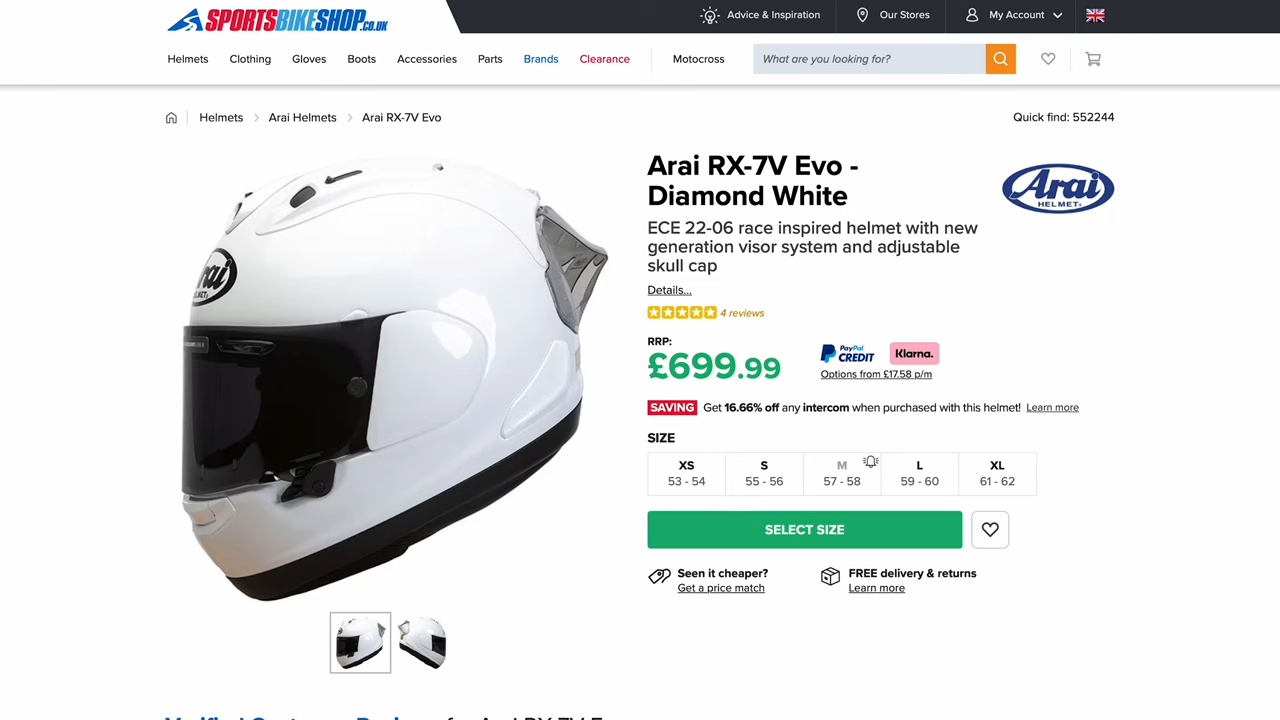 SPORTSBIKESHOP.CO.UK
Advice & Inspiration
Our Stores
My Account
Helmets
Clothing
Gloves
Boots
Accessories
Parts
Brands
Clearance
Motocross
What are you looking for?
Helmets
Arai Helmets
Arai RX-7V Evo
Quick find: 552244
Arai RX-7V Evo -
Diamond White
Arai
HELMET
ECE 22-06 race inspired helmet with new
generation visor system and adjustable
skull cap
Details...
4 reviews
RRP:
£699.99
PayPal
CREDIT
Klarna.
Options from £17.58 p/m
SAVING Get 16.66% off any intercom when purchased with this helmet! Learn more
SIZE
XS
53 - 54
S
55 - 56
M
57 - 58
L
59 - 60
XL
61 - 62
SELECT SIZE
Seen it cheaper?
Get a price match
FREE delivery & returns
Learn more